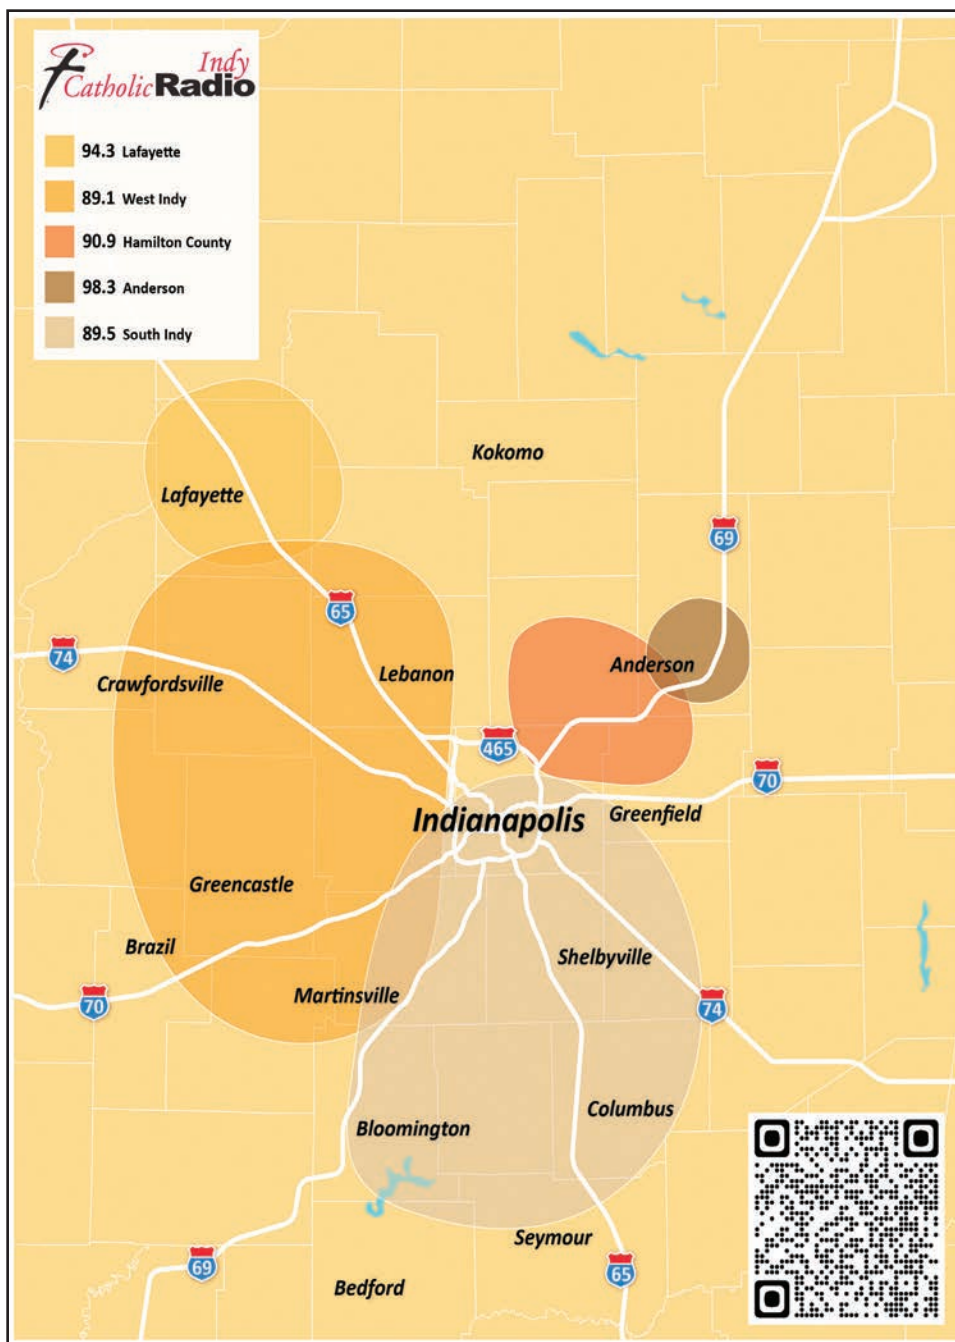 Indy
CatholicRadio
94.3 Lafayette
89.1 West Indy
90.9 Hamilton County
98.3 Anderson
89.5 South Indy
Kokomo
Lafayette
69
65
74
Crawfordsville
Lebanon
Anderson
465
70
Indianapolis
Greenfield
Greencastle
Brazil
Shelbyville
Martinsville
70
74
Columbus
Bloomington
Seymour
69
65
Bedford